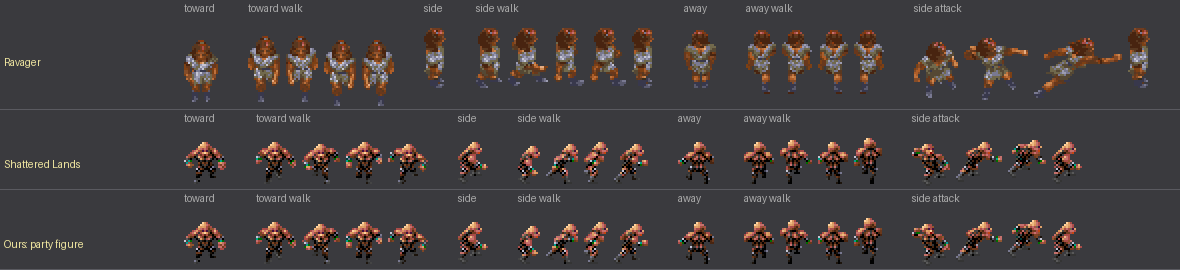 toward toward walk side side walk away away walk side attack
Ravager
toward toward walk side side walk away away walk side attack
Shattered Lands
toward toward walk side side walk away away walk side attack
Ours: party figure